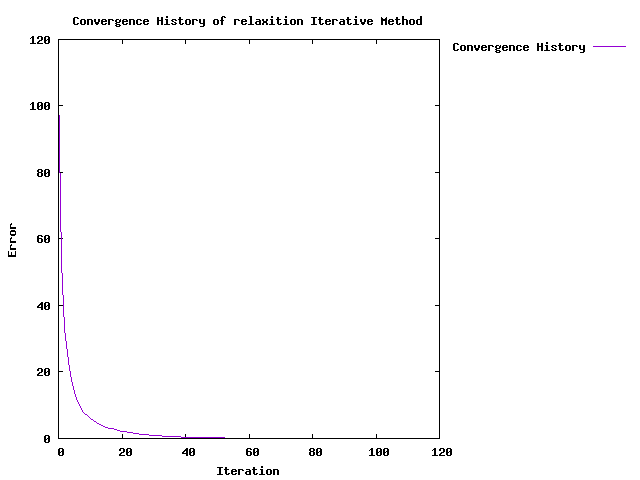 Convergence History of relaxition Iterative Method
Convergence History
120
100
80
60
40
20
0
Error
0 20 40 60 80 100 120
Iteration